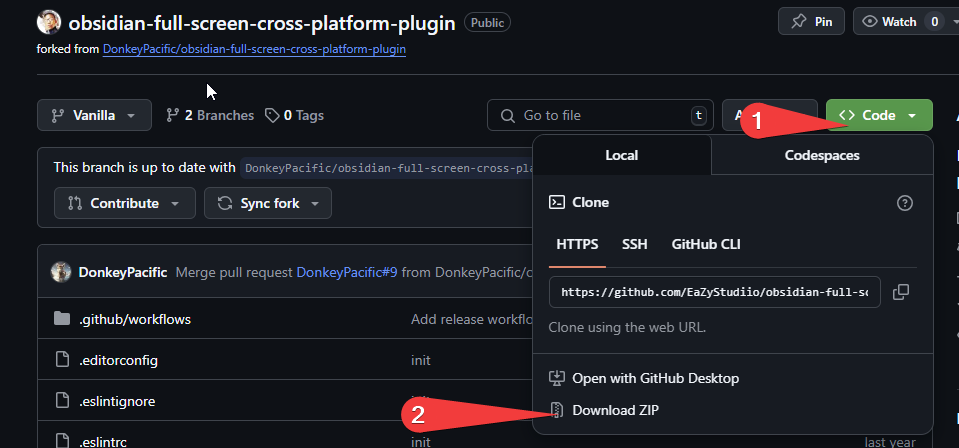 obsidian-full-screen-cross-platform-plugin Public
Pin
Watch 0
forked from DonkeyPacific/obsidian-full-screen-cross-platform-plugin
Vanilla
2 Branches
0 Tags
Go to file t
A
1
Code
Local Codespaces
This branch is up to date with DonkeyPacific/obsidian-full-screen-cross-pla
Contribute
Sync fork
Clone
HTTPS SSH GitHub CLI
DonkeyPacific Merge pull request DonkeyPacific#9 from DonkeyPacific/o
https://github.com/EaZyStudiio/obsidian-full-sc
.github/workflows Add release workflo
Clone using the web URL.
.editorconfig init
Open with GitHub Desktop
.eslintignore init
2
Download ZIP
.eslintrc init last year